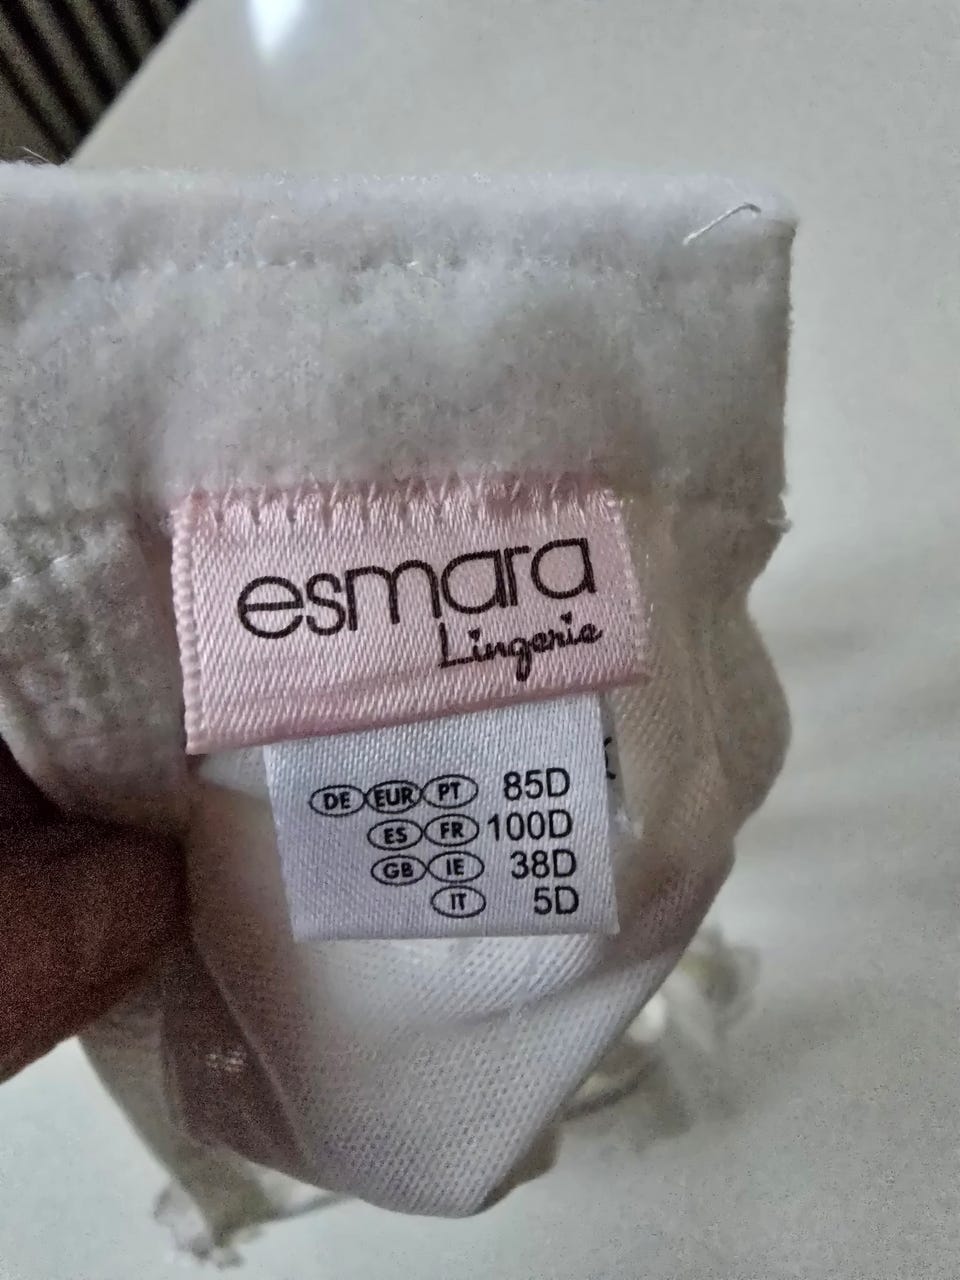 esmara
Lingerie
DE EUR PT 85D
ES FR 100D
GB IE 38D
IT 5D